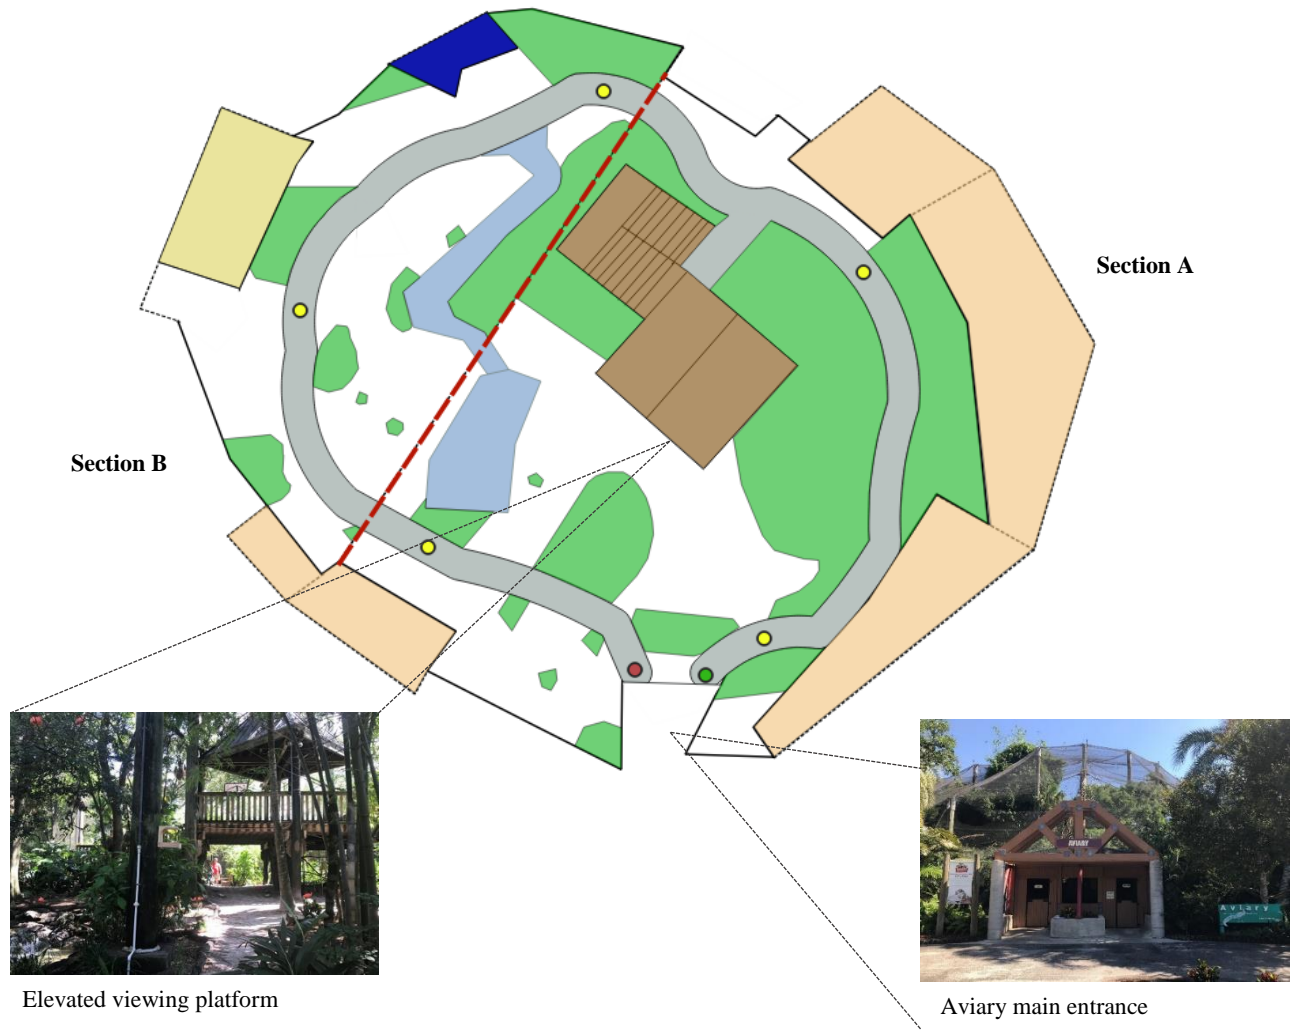 Section A
Section B
AVIARY
Aviary
Elevated viewing platform
Aviary main entrance